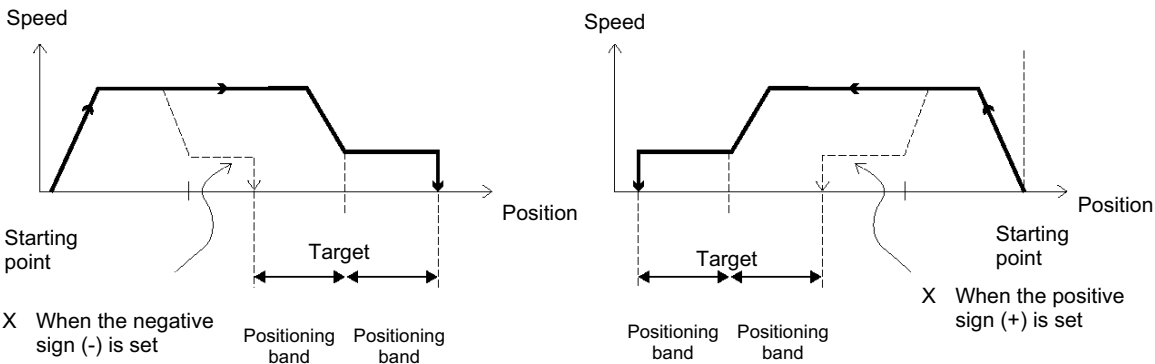 Speed
Position
Starting
point
Target
X When the negative
sign (-) is set
Positioning
band
Positioning
band
Speed
Position
Starting
point
Target
X When the positive
sign (+) is set
Positioning
band
Positioning
band